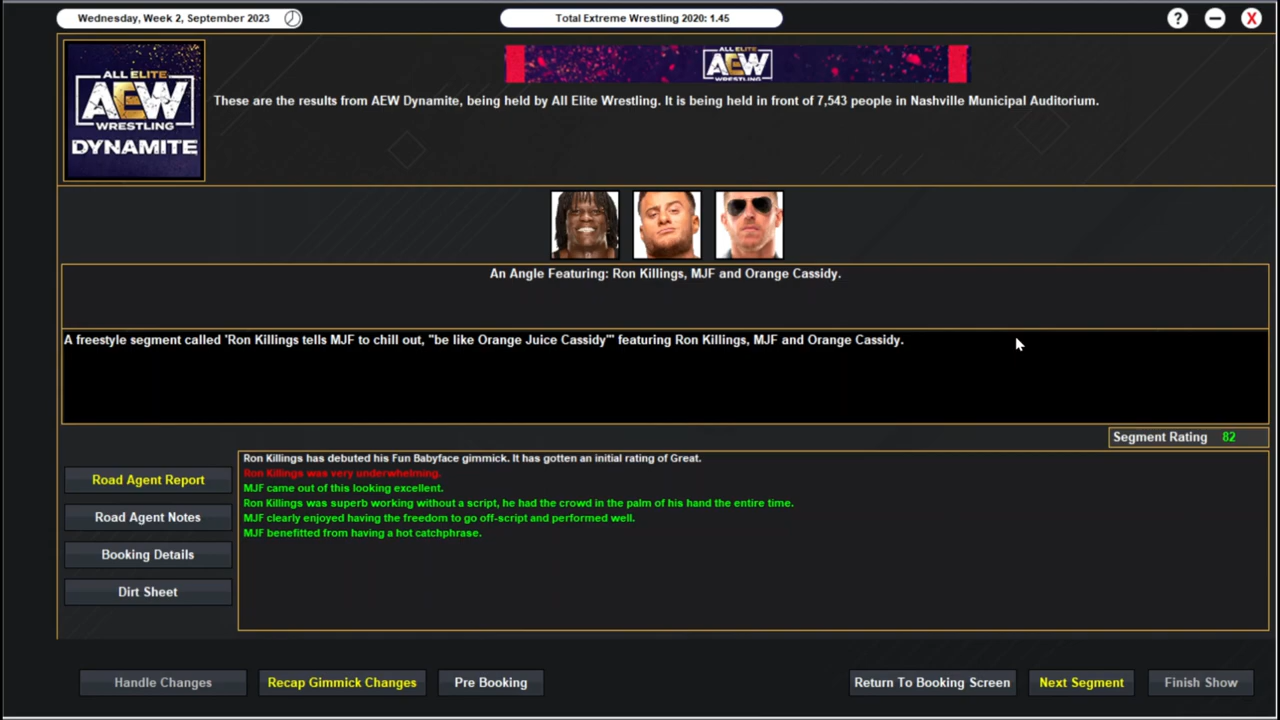 Wednesday, Week 2, September 2023
Total Extreme Wrestling 2020: 1.45
?
X
ALL ELITE
AEW
WRESTLING
DYNAMITE
ALL ELITE
AEW
WRESTLING
These are the results from AEW Dynamite, being held by All Elite Wrestling. It is being held in front of 7,543 people in Nashville Municipal Auditorium.
An Angle Featuring: Ron Killings, MJF and Orange Cassidy.
A freestyle segment called 'Ron Killings tells MJF to chill out, "be like Orange Juice Cassidy"' featuring Ron Killings, MJF and Orange Cassidy.
Segment Rating 82
Road Agent Report
Road Agent Notes
Booking Details
Dirt Sheet
Ron Killings has debuted his Fun Babyface gimmick. It has gotten an initial rating of Great.
Ron Killings was very underwhelming.
MJF came out of this looking excellent.
Ron Killings was superb working without a script, he had the crowd in the palm of his hand the entire time.
MJF clearly enjoyed having the freedom to go off-script and performed well.
MJF benefitted from having a hot catchphrase.
Handle Changes
Recap Gimmick Changes
Pre Booking
Return To Booking Screen
Next Segment
Finish Show